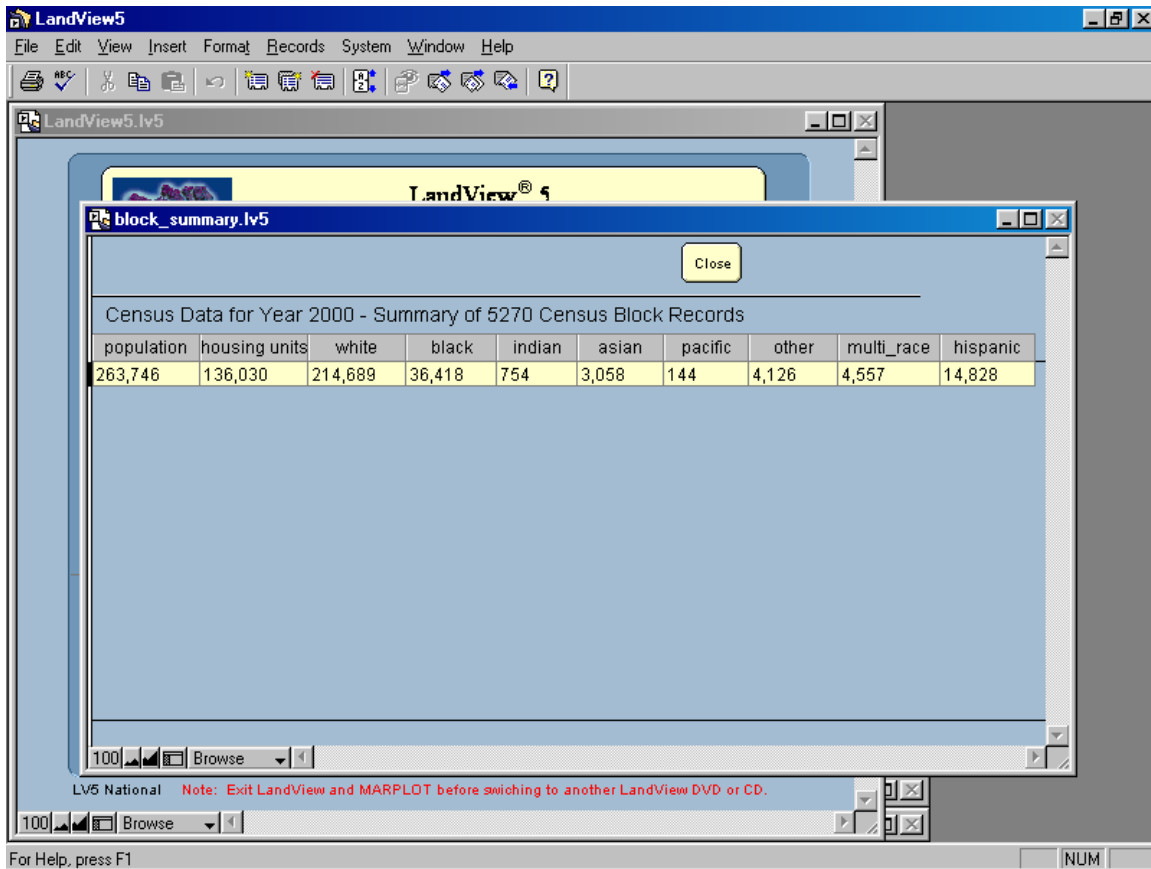 LandView5
File Edit View Insert Format Records System Window Help
ABC
LandView5.lv5
LandView® 5
block_summary.lv5
Close
Census Data for Year 2000 - Summary of 5270 Census Block Records
population housing units white black indian asian pacific other multi_race hispanic
263,746 136,030 214,689 36,418 754 3,058 144 4,126 4,557 14,828
100 Browse
LV5 National Note: Exit LandView and MARPLOT before swiching to another LandView DVD or CD.
100 Browse
For Help, press F1 NUM